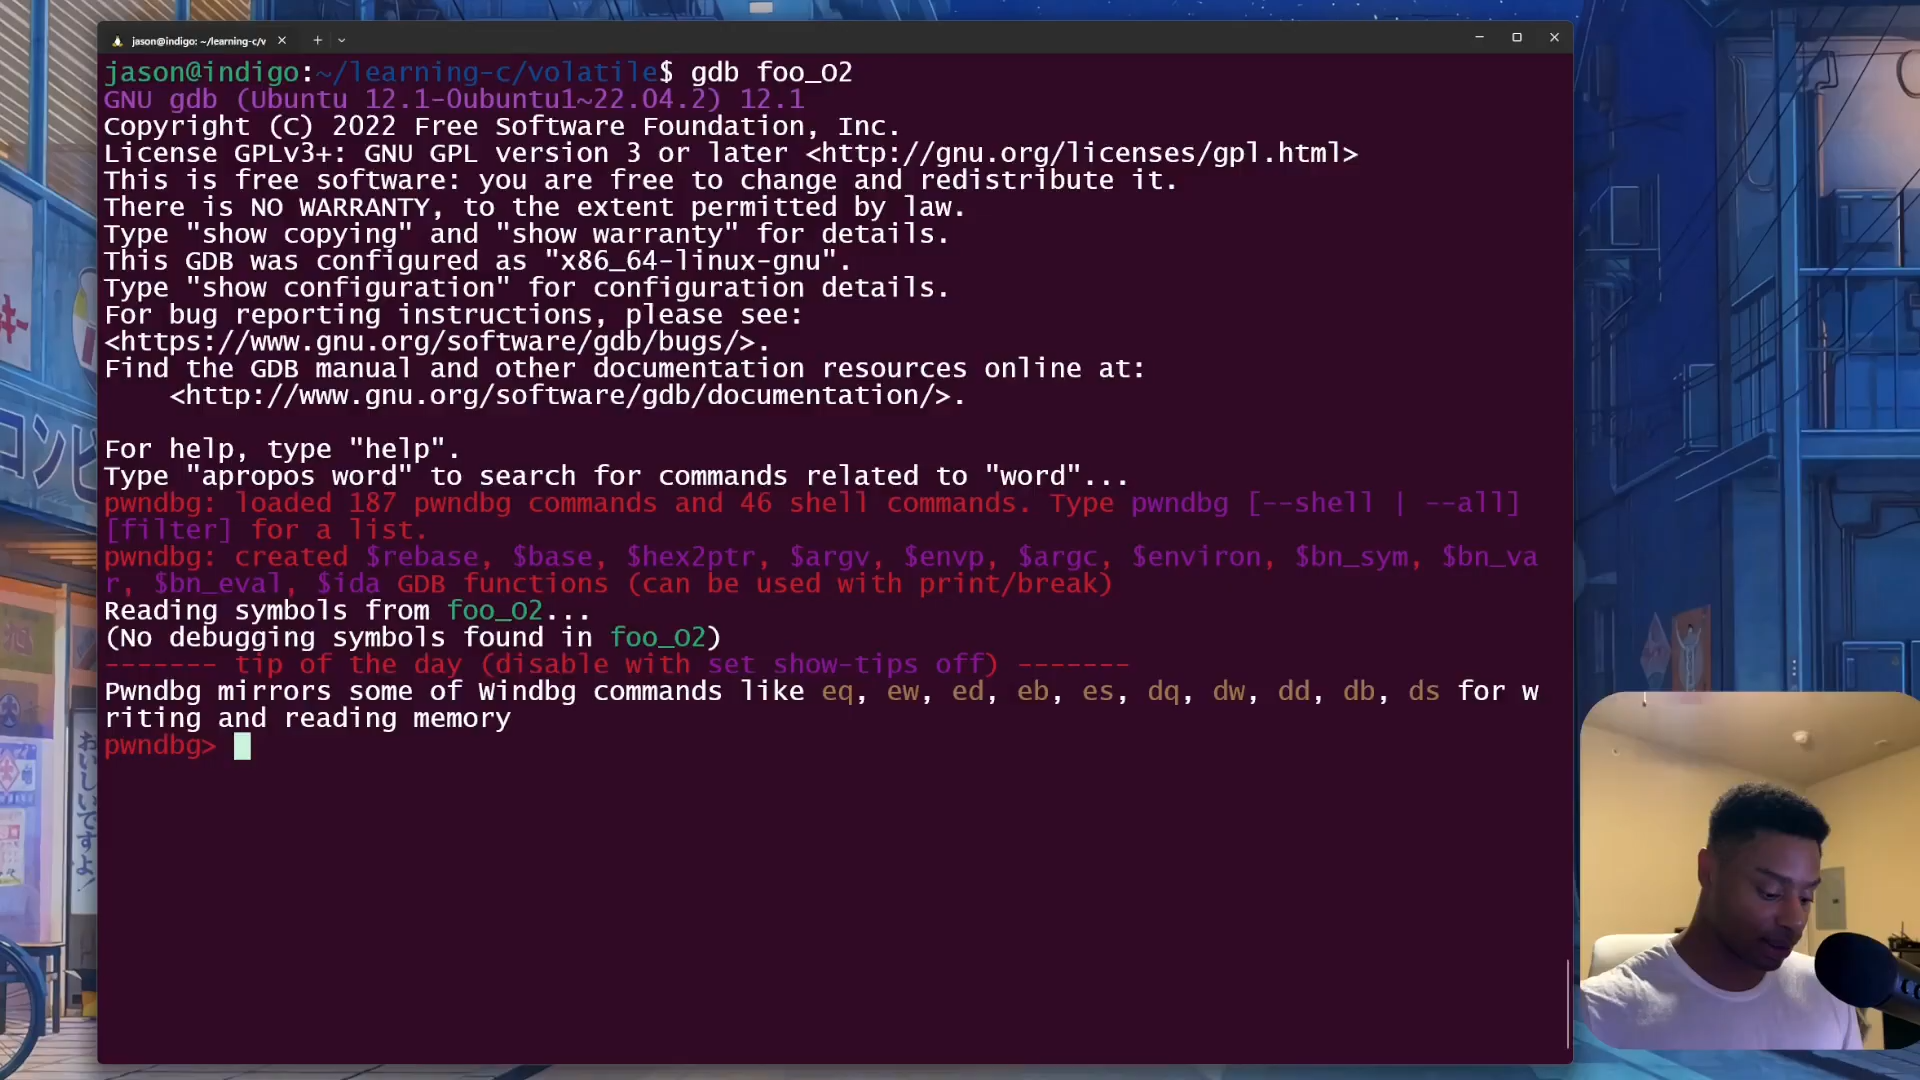 jason@indigo: ~/learning-c/v
jason@indigo:~/learning-c/volatile$ gdb foo_O2
GNU gdb (Ubuntu 12.1-0ubuntu1~22.04.2) 12.1
Copyright (C) 2022 Free Software Foundation, Inc.
License GPLv3+: GNU GPL version 3 or later <http://gnu.org/licenses/gpl.html>
This is free software: you are free to change and redistribute it.
There is NO WARRANTY, to the extent permitted by law.
Type "show copying" and "show warranty" for details.
This GDB was configured as "x86_64-linux-gnu".
Type "show configuration" for configuration details.
For bug reporting instructions, please see:
<https://www.gnu.org/software/gdb/bugs/>.
Find the GDB manual and other documentation resources online at:
    <http://www.gnu.org/software/gdb/documentation/>.
For help, type "help".
Type "apropos word" to search for commands related to "word"...
pwndbg: loaded 187 pwndbg commands and 46 shell commands. Type pwndbg [--shell | --all]
[filter] for a list.
pwndbg: created $rebase, $base, $hex2ptr, $argv, $envp, $argc, $environ, $bn_sym, $bn_va
r, $bn_eval, $ida GDB functions (can be used with print/break)
Reading symbols from foo_O2...
(No debugging symbols found in foo_O2)
------- tip of the day (disable with set show-tips off) -------
Pwndbg mirrors some of Windbg commands like eq, ew, ed, eb, es, dq, dw, dd, db, ds for w
riting and reading memory
pwndbg>
コンビ
おいしいですよ!